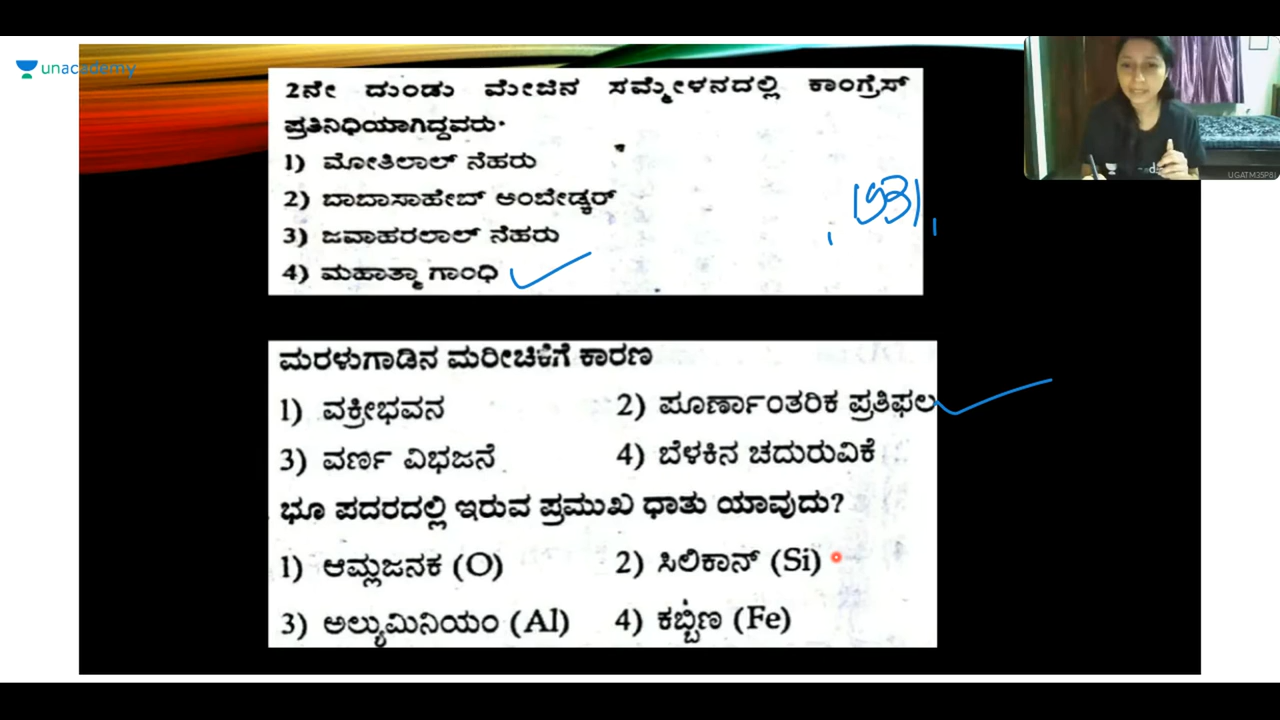 unacademy
2ನೇ ದುಂಡು ಮೇಜಿನ ಸಮ್ಮೇಳನದಲ್ಲಿ ಕಾಂಗ್ರೆಸ್
ಪ್ರತಿನಿಧಿಯಾಗಿದ್ದವರು.
1) ಮೋತಿಲಾಲ್ ನೆಹರು
2) ಬಾಬಾಸಾಹೇಬ್ ಅಂಬೇಡ್ಕರ್
1931
3) ಜವಾಹರಲಾಲ್ ನೆಹರು
4) ಮಹಾತ್ಮಾ ಗಾಂಧಿ
ಮರಳುಗಾಡಿನ ಮರೀಚಿಕೆಗೆ ಕಾರಣ
1) ವಕ್ರೀಭವನ 2) ಪೂರ್ಣಾಂತರಿಕ ಪ್ರತಿಫಲ
3) ವರ್ಣ ವಿಭಜನೆ 4) ಬೆಳಕಿನ ಚದುರುವಿಕೆ
ಭೂ ಪದರದಲ್ಲಿ ಇರುವ ಪ್ರಮುಖ ಧಾತು ಯಾವುದು?
1) ಆಮ್ಲಜನಕ (O) 2) ಸಿಲಿಕಾನ್ (Si)
3) ಅಲ್ಯುಮಿನಿಯಂ (Al) 4) ಕಬ್ಬಿಣ (Fe)
UGATM35P8I